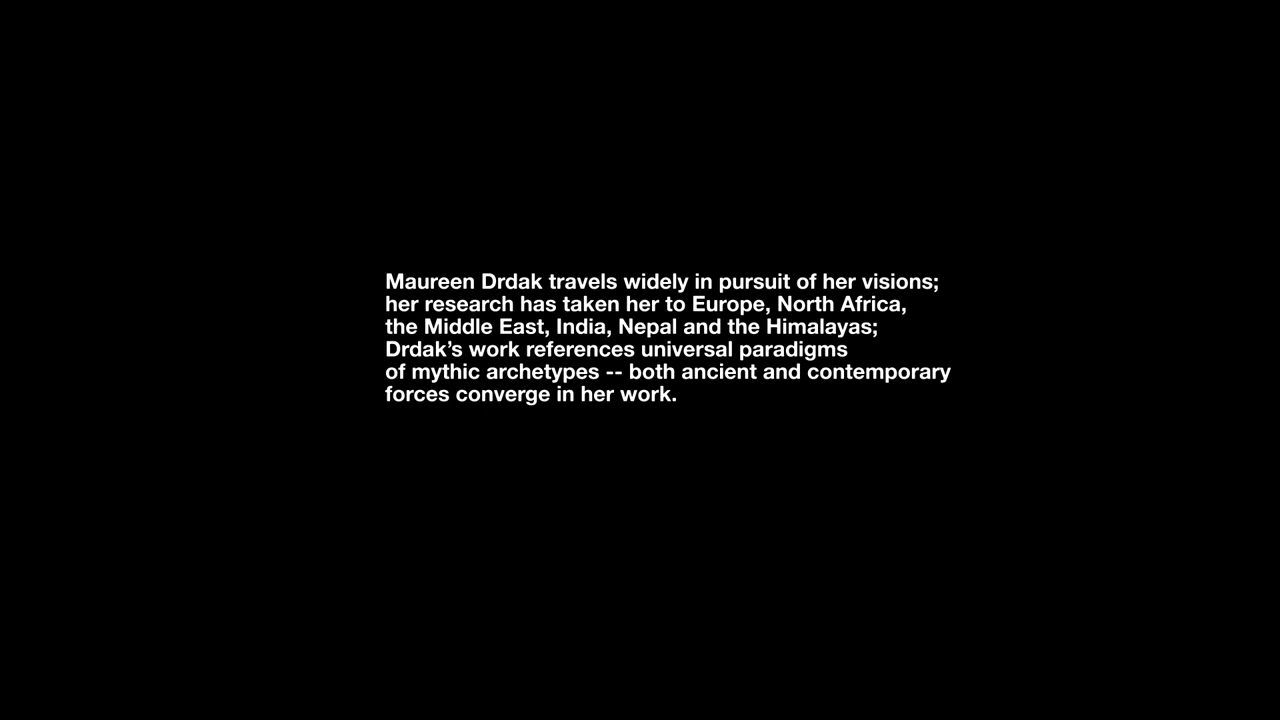 Maureen Drdak travels widely in pursuit of her visions;
her research has taken her to Europe, North Africa,
the Middle East, India, Nepal and the Himalayas;
Drdak’s work references universal paradigms
of mythic archetypes -- both ancient and contemporary
forces converge in her work.